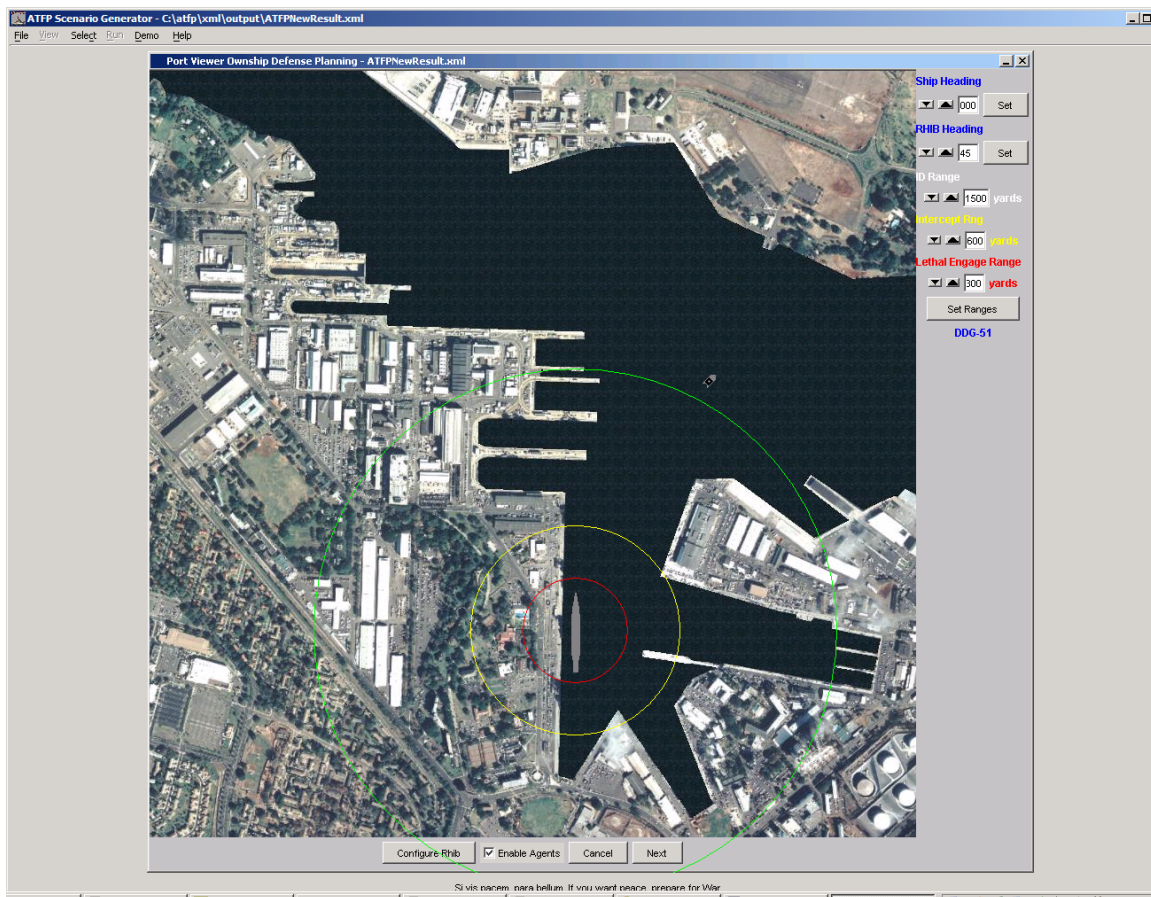 ATFP Scenario Generator - C:\atfp\xml\output\ATFPNewResult.xml
File View Select Run Demo Help
Port Viewer Ownship Defense Planning - ATFPNewResult.xml
Ship Heading
000 Set
RHIB Heading
45 Set
ID Range
1500 yards
Intercept Rng
600 yards
Lethal Engage Range
300 yards
Set Ranges
DDG-51
Configure Rhib Enable Agents Cancel Next
Si vis pacem, para bellum. If you want peace, prepare for War